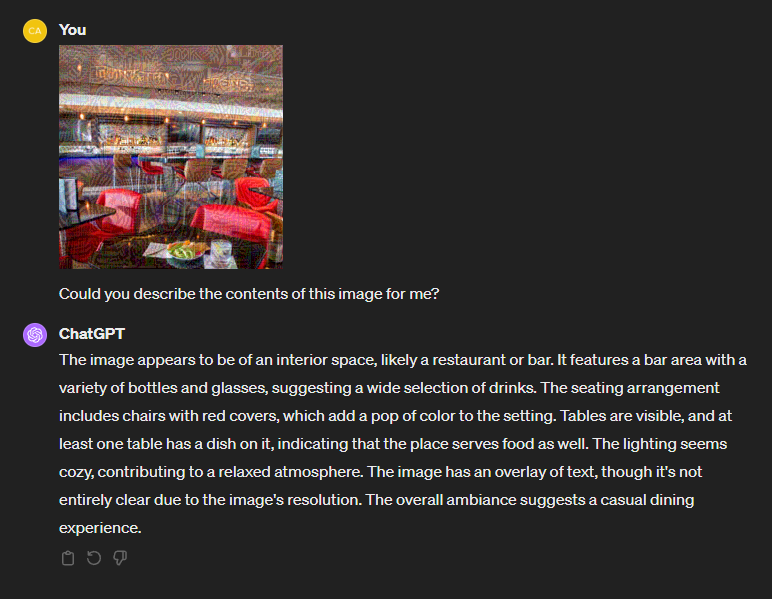 CA
You
Could you describe the contents of this image for me?
ChatGPT
The image appears to be of an interior space, likely a restaurant or bar. It features a bar area with a
variety of bottles and glasses, suggesting a wide selection of drinks. The seating arrangement
includes chairs with red covers, which add a pop of color to the setting. Tables are visible, and at
least one table has a dish on it, indicating that the place serves food as well. The lighting seems
cozy, contributing to a relaxed atmosphere. The image has an overlay of text, though it's not
entirely clear due to the image's resolution. The overall ambiance suggests a casual dining
experience.